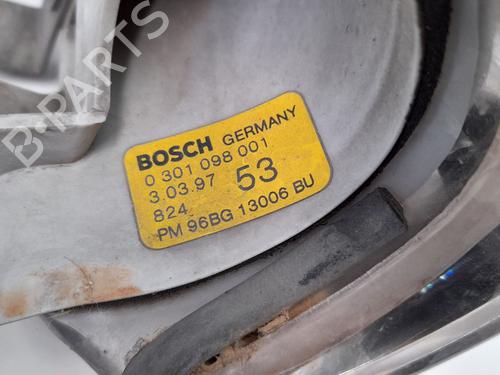 B-PARTS
BOSCH GERMANY
0 301 098 001
3.03.97 53
824
PM 96BG 13006 BU